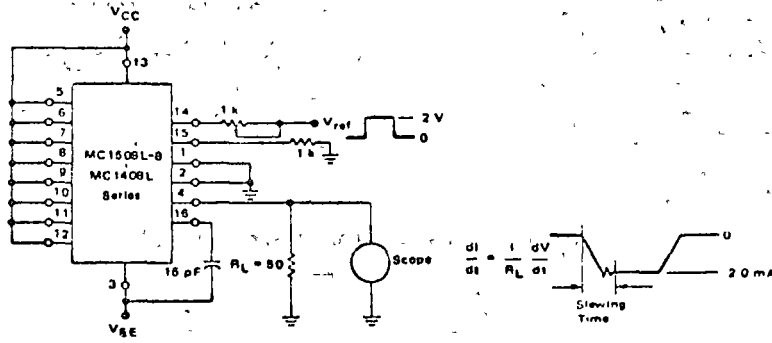 VCC
13
5
6
7
8
9
10
11
12
MC1508L-8
MC1408L
Series
14
15
1
2
4
16
3
1 k
Vref
2 V
0
1 k
15 pF
RL = 50
Scope
VEE
dI/dt = 1/RL dV/dt
0
2.0 mA
Slewing
Time